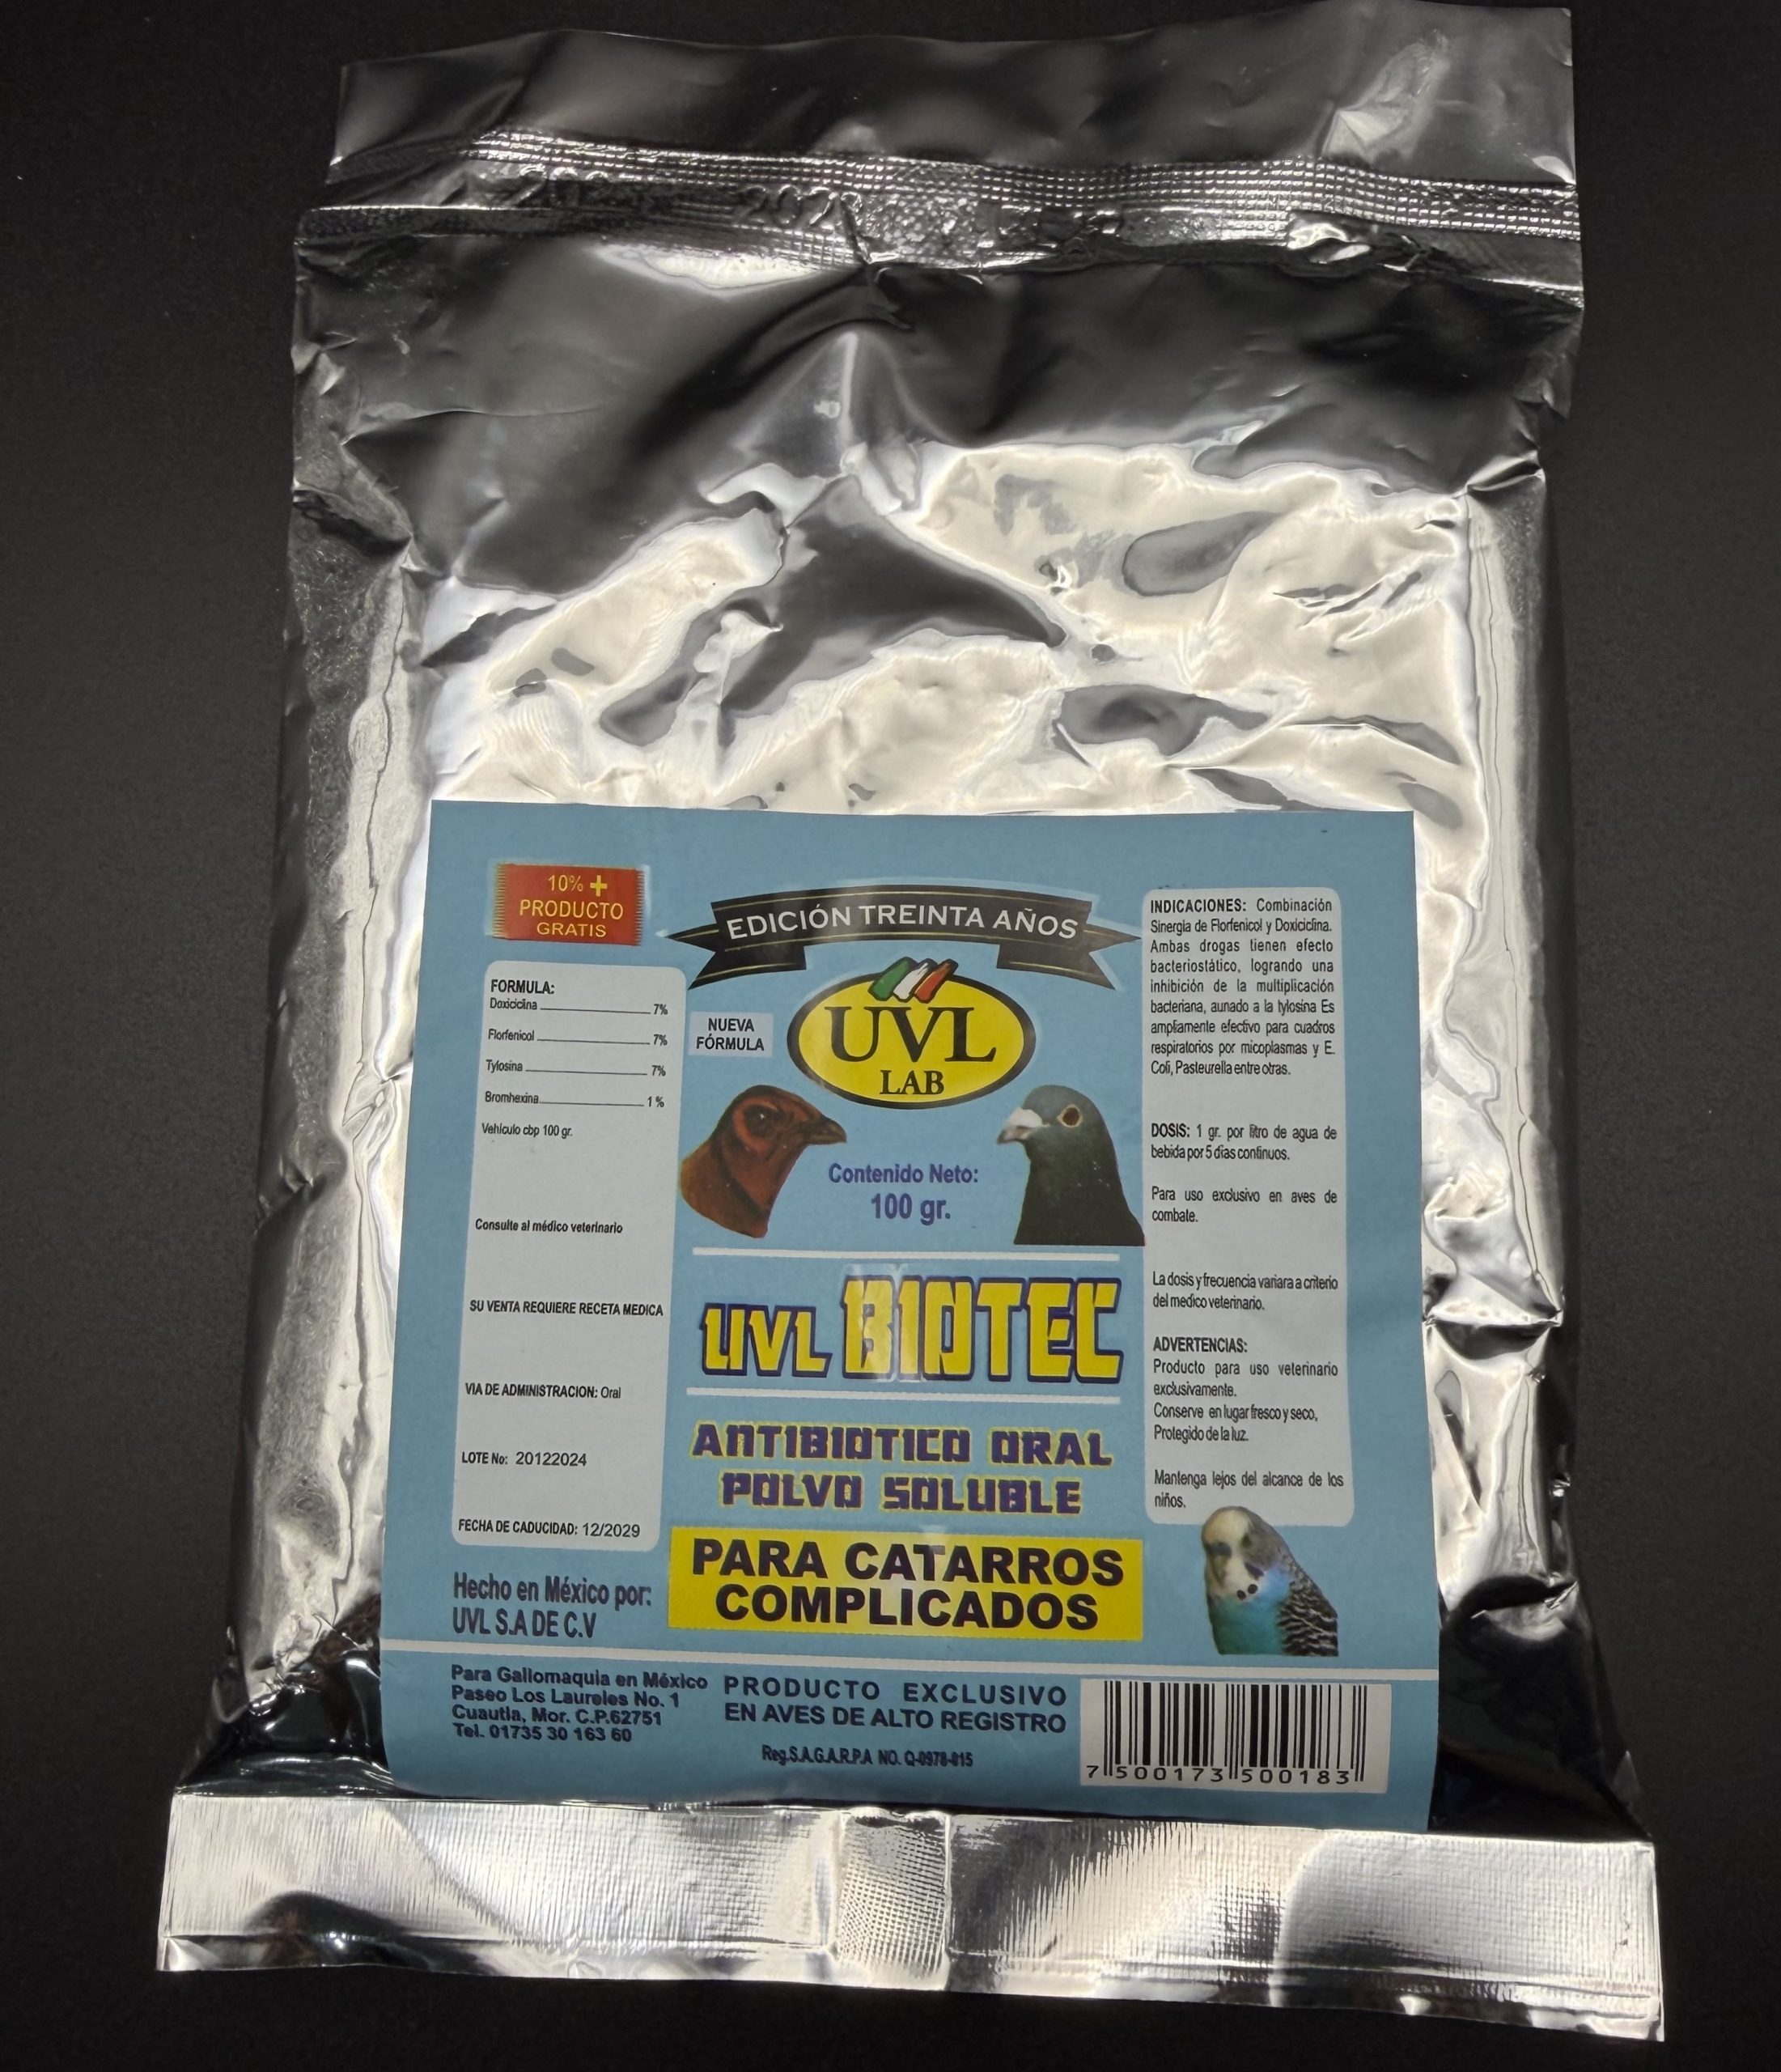 10% +
PRODUCTO
GRATIS
EDICIÓN TREINTA AÑOS
UVL
LAB
NUEVA
FÓRMULA
FORMULA:
Doxiciclina 7%
Florfenicol 7%
Tylosina 7%
Bromhexina 1 %
Vehículo cbp 100 gr.
Consulte al médico veterinario
SU VENTA REQUIERE RECETA MEDICA
VIA DE ADMINISTRACION: Oral
LOTE No: 20122024
FECHA DE CADUCIDAD: 12/2029
Hecho en México por:
UVL S.A DE C.V
Contenido Neto:
100 gr.
UVL BIOTEC
ANTIBIOTICO ORAL
POLVO SOLUBLE
PARA CATARROS
COMPLICADOS
INDICACIONES: Combinación
Sinergia de Florfenicol y Doxiciclina.
Ambas drogas tienen efecto
bacteriostático, logrando una
inhibición de la multiplicación
bacteriana, aunado a la tylosina Es
ampliamente efectivo para cuadros
respiratorios por micoplasmas y E.
Coli, Pasteurella entre otras.
DOSIS: 1 gr. por litro de agua de
bebida por 5 días continuos.
Para uso exclusivo en aves de
combate.
La dosis y frecuencia variara a criterio
del medico veterinario.
ADVERTENCIAS:
Producto para uso veterinario
exclusivamente.
Conserve en lugar fresco y seco,
Protegido de la luz.
Mantenga lejos del alcance de los
niños.
Para Gallomaquia en México
Paseo Los Laureles No. 1
Cuautla, Mor. C.P.62751
Tel. 01735 30 163 60
PRODUCTO EXCLUSIVO
EN AVES DE ALTO REGISTRO
Reg.S.A.G.A.R.P.A NO. Q-0978-015
7 500173 500183